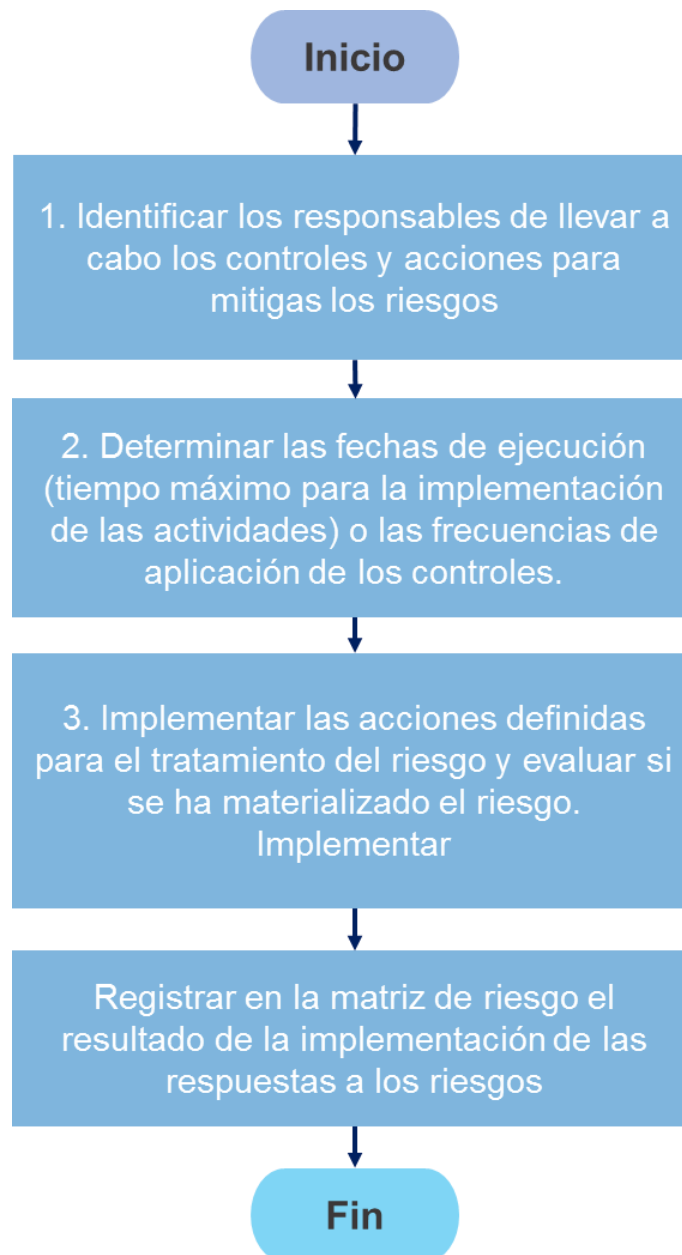 Inicio
1. Identificar los responsables de llevar a
cabo los controles y acciones para
mitigas los riesgos
2. Determinar las fechas de ejecución
(tiempo máximo para la implementación
de las actividades) o las frecuencias de
aplicación de los controles.
3. Implementar las acciones definidas
para el tratamiento del riesgo y evaluar si
se ha materializado el riesgo.
Implementar
Registrar en la matriz de riesgo el
resultado de la implementación de las
respuestas a los riesgos
Fin